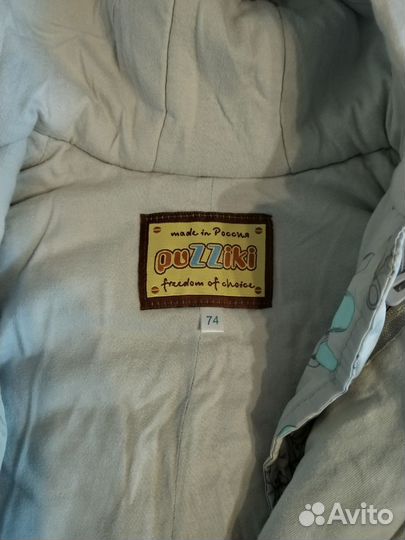 made in Россия
puZZiki
freedom of choice
74
Avito